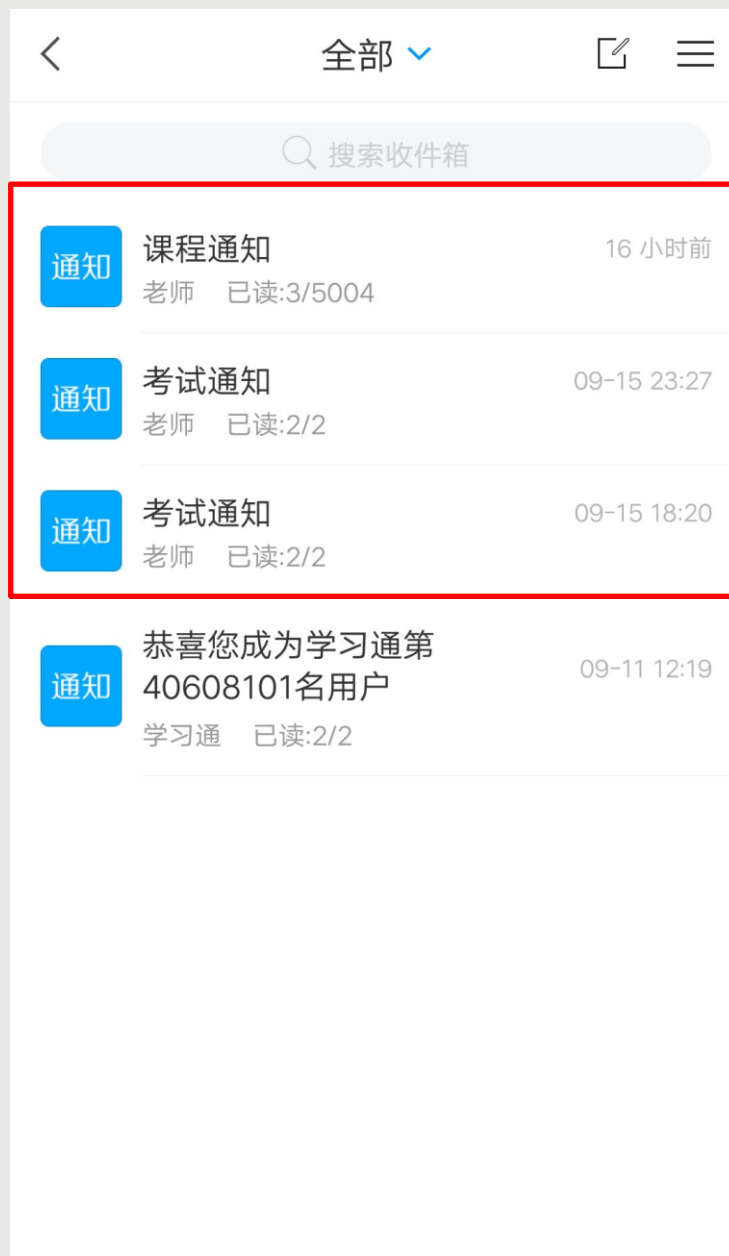 全部
搜索收件箱
通知
课程通知
16 小时前
老师 已读:3/5004
通知
考试通知
09-15 23:27
老师 已读:2/2
通知
考试通知
09-15 18:20
老师 已读:2/2
通知
恭喜您成为学习通第
40608101名用户
09-11 12:19
学习通 已读:2/2